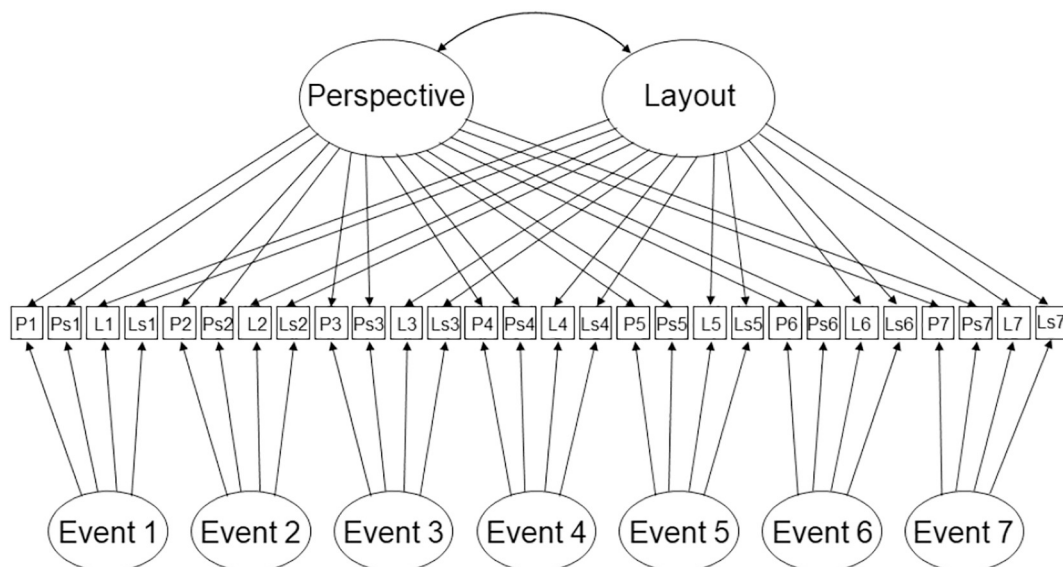 Perspective Layout
P1 Ps1 L1 Ls1 P2 Ps2 L2 Ls2 P3 Ps3 L3 Ls3 P4 Ps4 L4 Ls4 P5 Ps5 L5 Ls5 P6 Ps6 L6 Ls6 P7 Ps7 L7 Ls7
Event 1 Event 2 Event 3 Event 4 Event 5 Event 6 Event 7